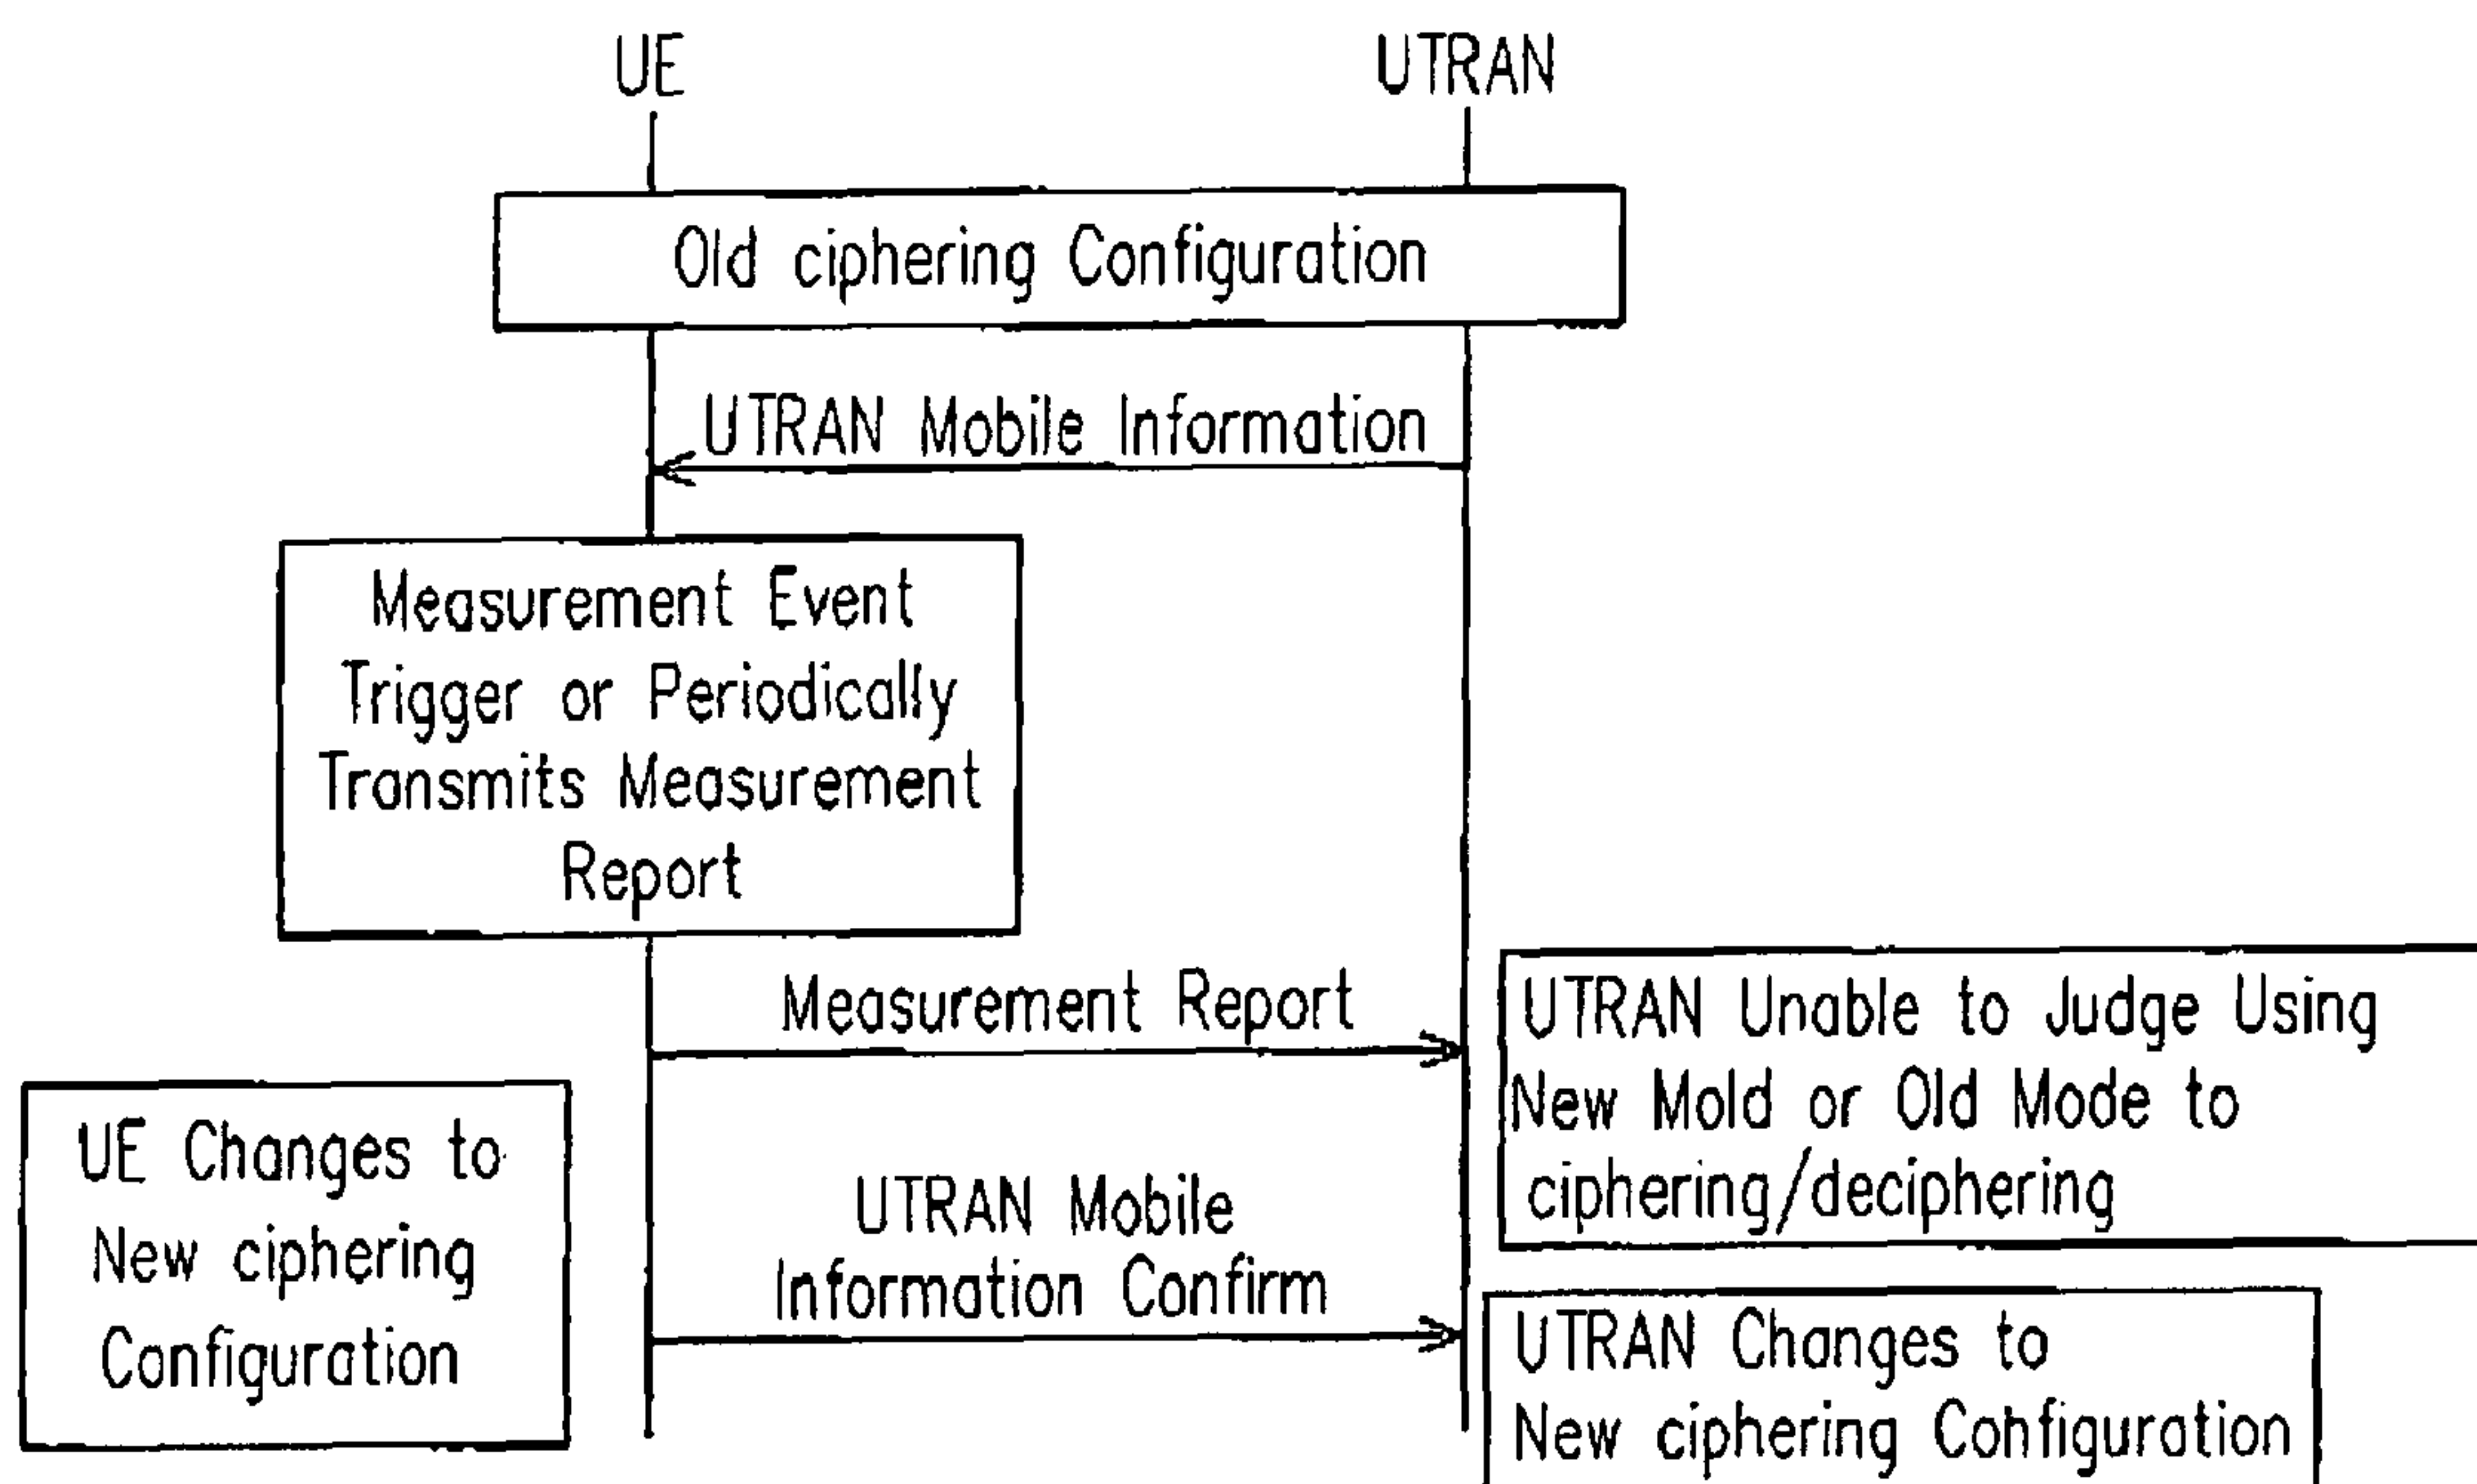 UE
UTRAN
Old ciphering Configuration
UTRAN Mobile Information
Measurement Event
Trigger or Periodically
Transmits Measurement
Report
Measurement Report
UTRAN Unable to Judge Using
New Mold or Old Mode to
ciphering/deciphering
UE Changes to
New ciphering
Configuration
UTRAN Mobile
Information Confirm
UTRAN Changes to
New ciphering Configuration